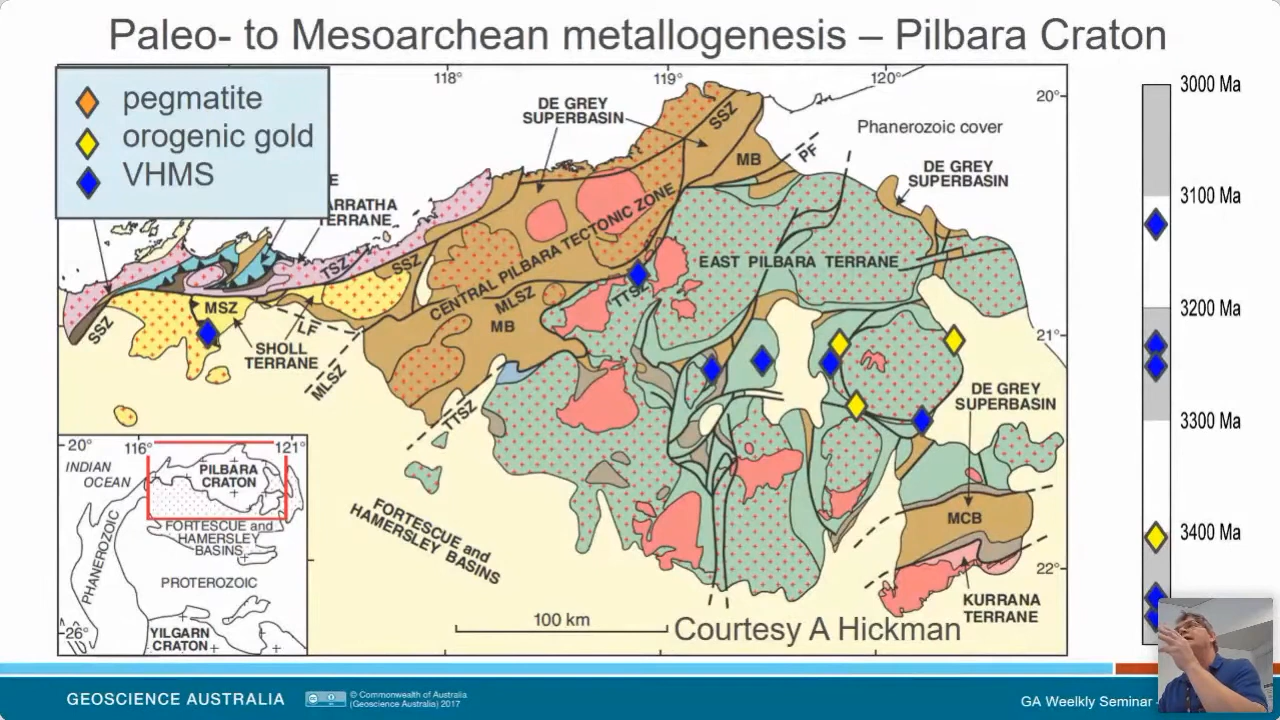 Paleo- to Mesoarchean metallogenesis – Pilbara Craton
pegmatite
orogenic gold
VHMS
118°
119°
120°
20°
21°
22°
DE GREY
SUPERBASIN
SSZ
MB
PF
Phanerozoic cover
DE GREY
SUPERBASIN
ARRATHA
TERRANE
TSZ
SSZ
CENTRAL PILBARA TECTONIC ZONE
EAST PILBARA TERRANE
MLSZ
TTSZ
MB
MSZ
LF
SSZ
SHOLL
TERRANE
MLSZ
TTSZ
DE GREY
SUPERBASIN
MCB
KURRANA
TERRANE
FORTESCUE and
HAMERSLEY BASINS
100 km
Courtesy A Hickman
20°
116°
121°
INDIAN
OCEAN
PILBARA
CRATON
FORTESCUE and
HAMERSLEY
BASINS
PHANEROZOIC
PROTEROZOIC
26°
YILGARN
CRATON
3000 Ma
3100 Ma
3200 Ma
3300 Ma
3400 Ma
GEOSCIENCE AUSTRALIA
© Commonwealth of Australia
(Geoscience Australia) 2017
GA Weelkly Seminar -